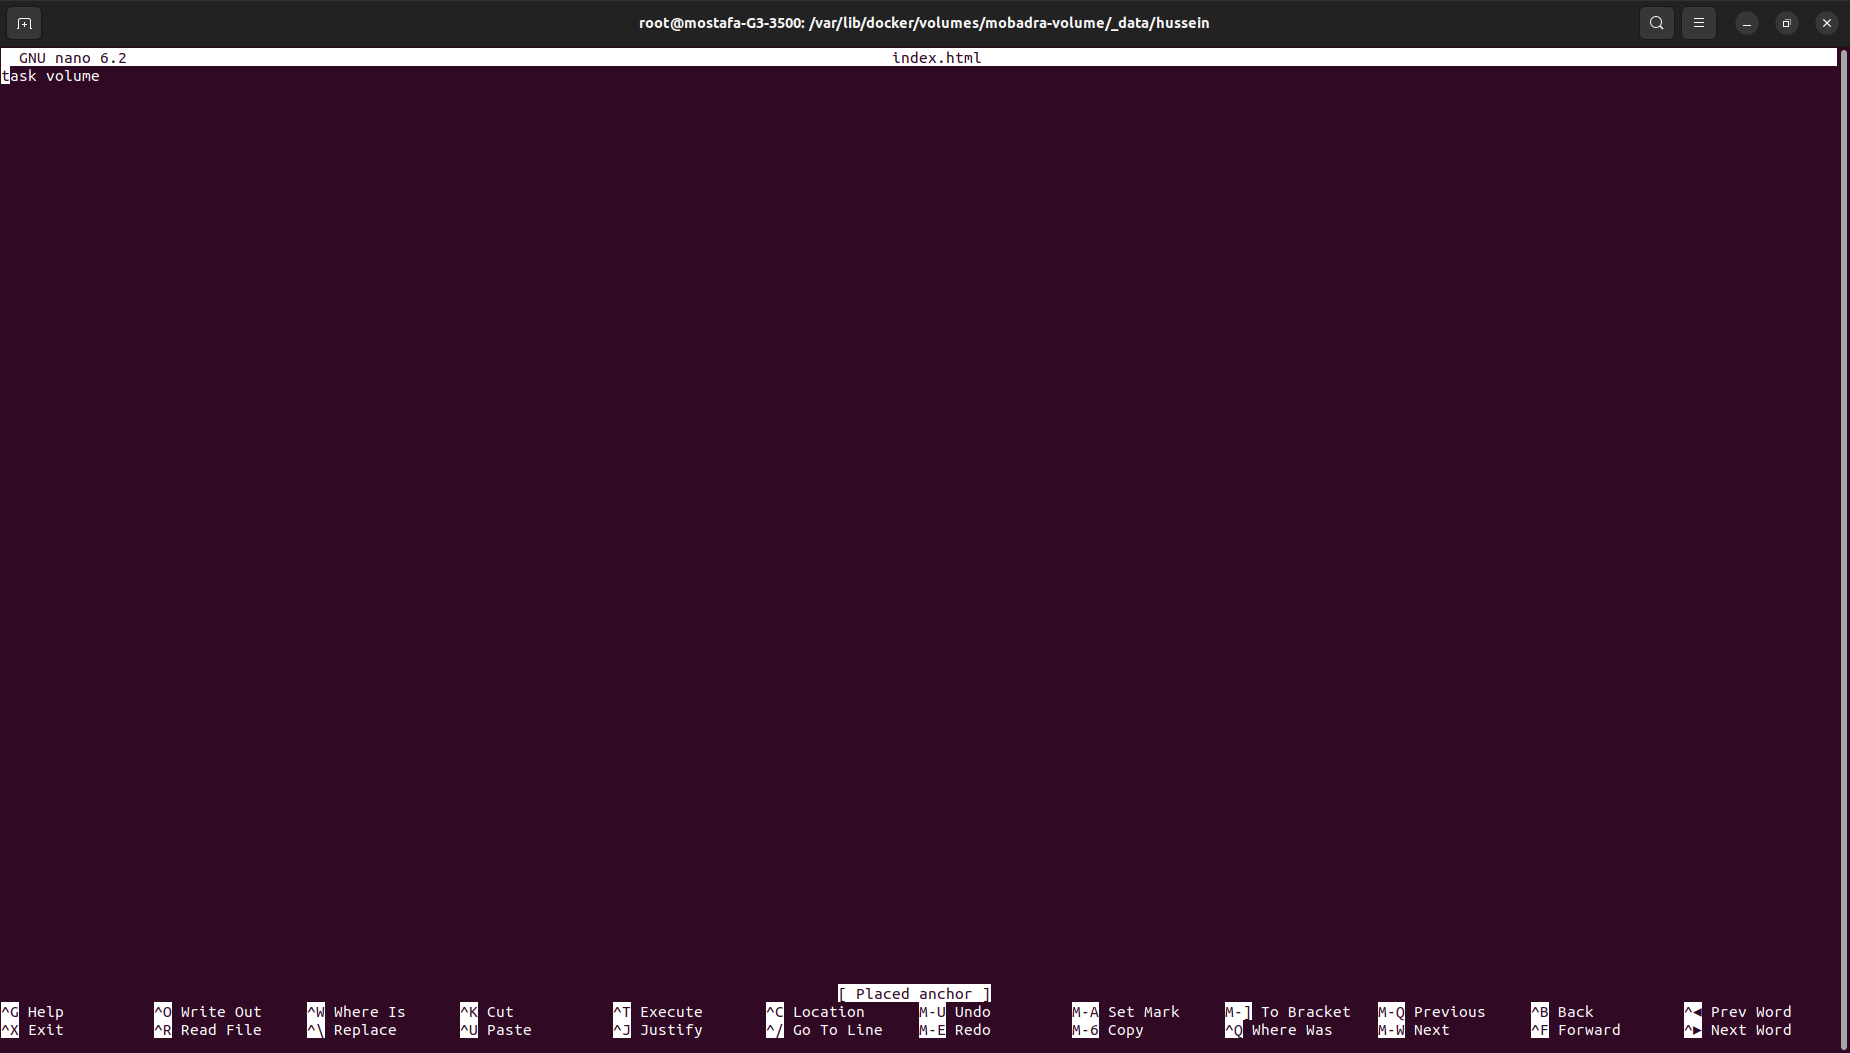 root@mostafa-G3-3500: /var/lib/docker/volumes/mobadra-volume/_data/hussein
GNU nano 6.2 index.html
task volume
[ Placed anchor ]
^G Help ^O Write Out ^W Where Is ^K Cut ^T Execute ^C Location M-U Undo M-A Set Mark M-] To Bracket M-Q Previous ^B Back ^◀ Prev Word
^X Exit ^R Read File ^\ Replace ^U Paste ^J Justify ^/ Go To Line M-E Redo M-6 Copy ^Q Where Was M-W Next ^F Forward ^▶ Next Word